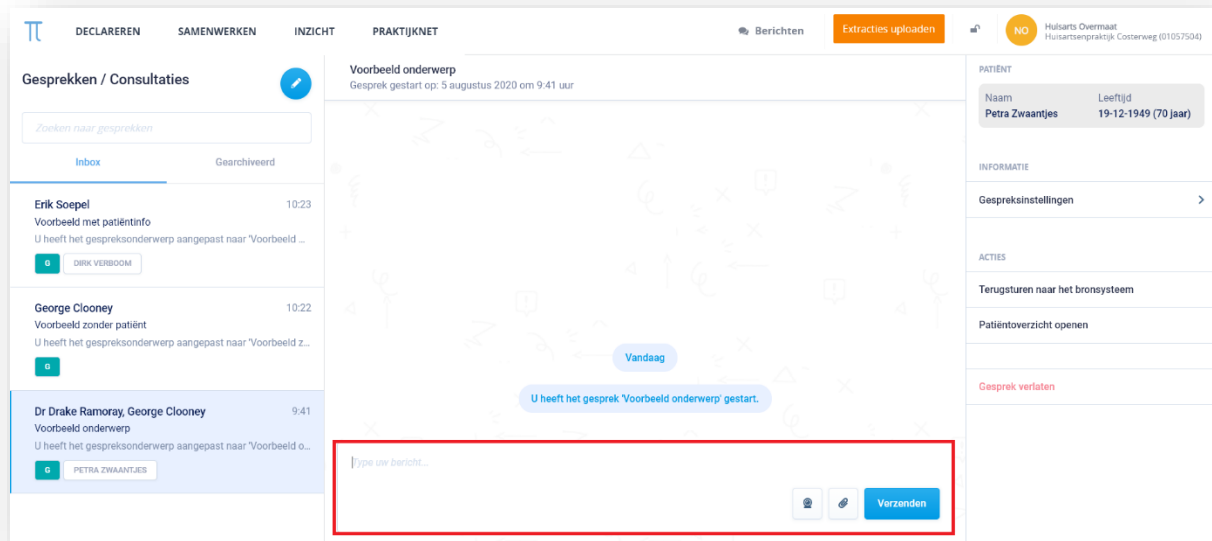 DECLAREREN SAMENWERKEN INZICHT PRAKTIJKNET Berichten Extracties uploaden NO Huisarts Overmaat
Huisartsenpraktijk Costerweg (01057504)
Gesprekken / Consultaties
Zoeken naar gesprekken
Inbox Gearchiveerd
Erik Soepel 10:23
Voorbeeld met patiëntinfo
U heeft het gespreksonderwerp aangepast naar 'Voorbeeld ...
G DIRK VERBOOM
George Clooney 10:22
Voorbeeld zonder patiënt
U heeft het gespreksonderwerp aangepast naar 'Voorbeeld z...
G
Dr Drake Ramoray, George Clooney 9:41
Voorbeeld onderwerp
U heeft het gespreksonderwerp aangepast naar 'Voorbeeld o...
G PETRA ZWAANTJES
Voorbeeld onderwerp
Gesprek gestart op: 5 augustus 2020 om 9:41 uur
Vandaag
U heeft het gesprek 'Voorbeeld onderwerp' gestart.
Type uw bericht...
Verzenden
PATIËNT
Naam Leeftijd
Petra Zwaantjes 19-12-1949 (70 jaar)
INFORMATIE
Gespreksinstellingen
ACTIES
Terugsturen naar het bronsysteem
Patiëntoverzicht openen
Gesprek verlaten